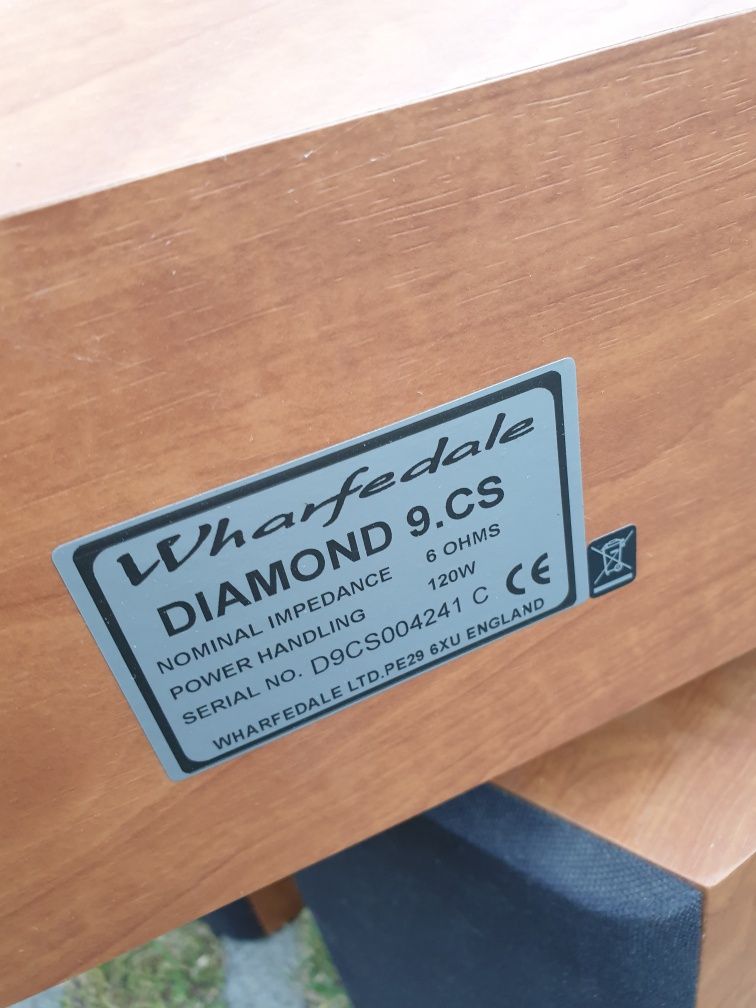 Wharfedale
DIAMOND 9.CS
NOMINAL IMPEDANCE 6 OHMS
POWER HANDLING 120W
SERIAL NO. D9CS004241 C CE
WHARFEDALE LTD.PE29 6XU ENGLAND